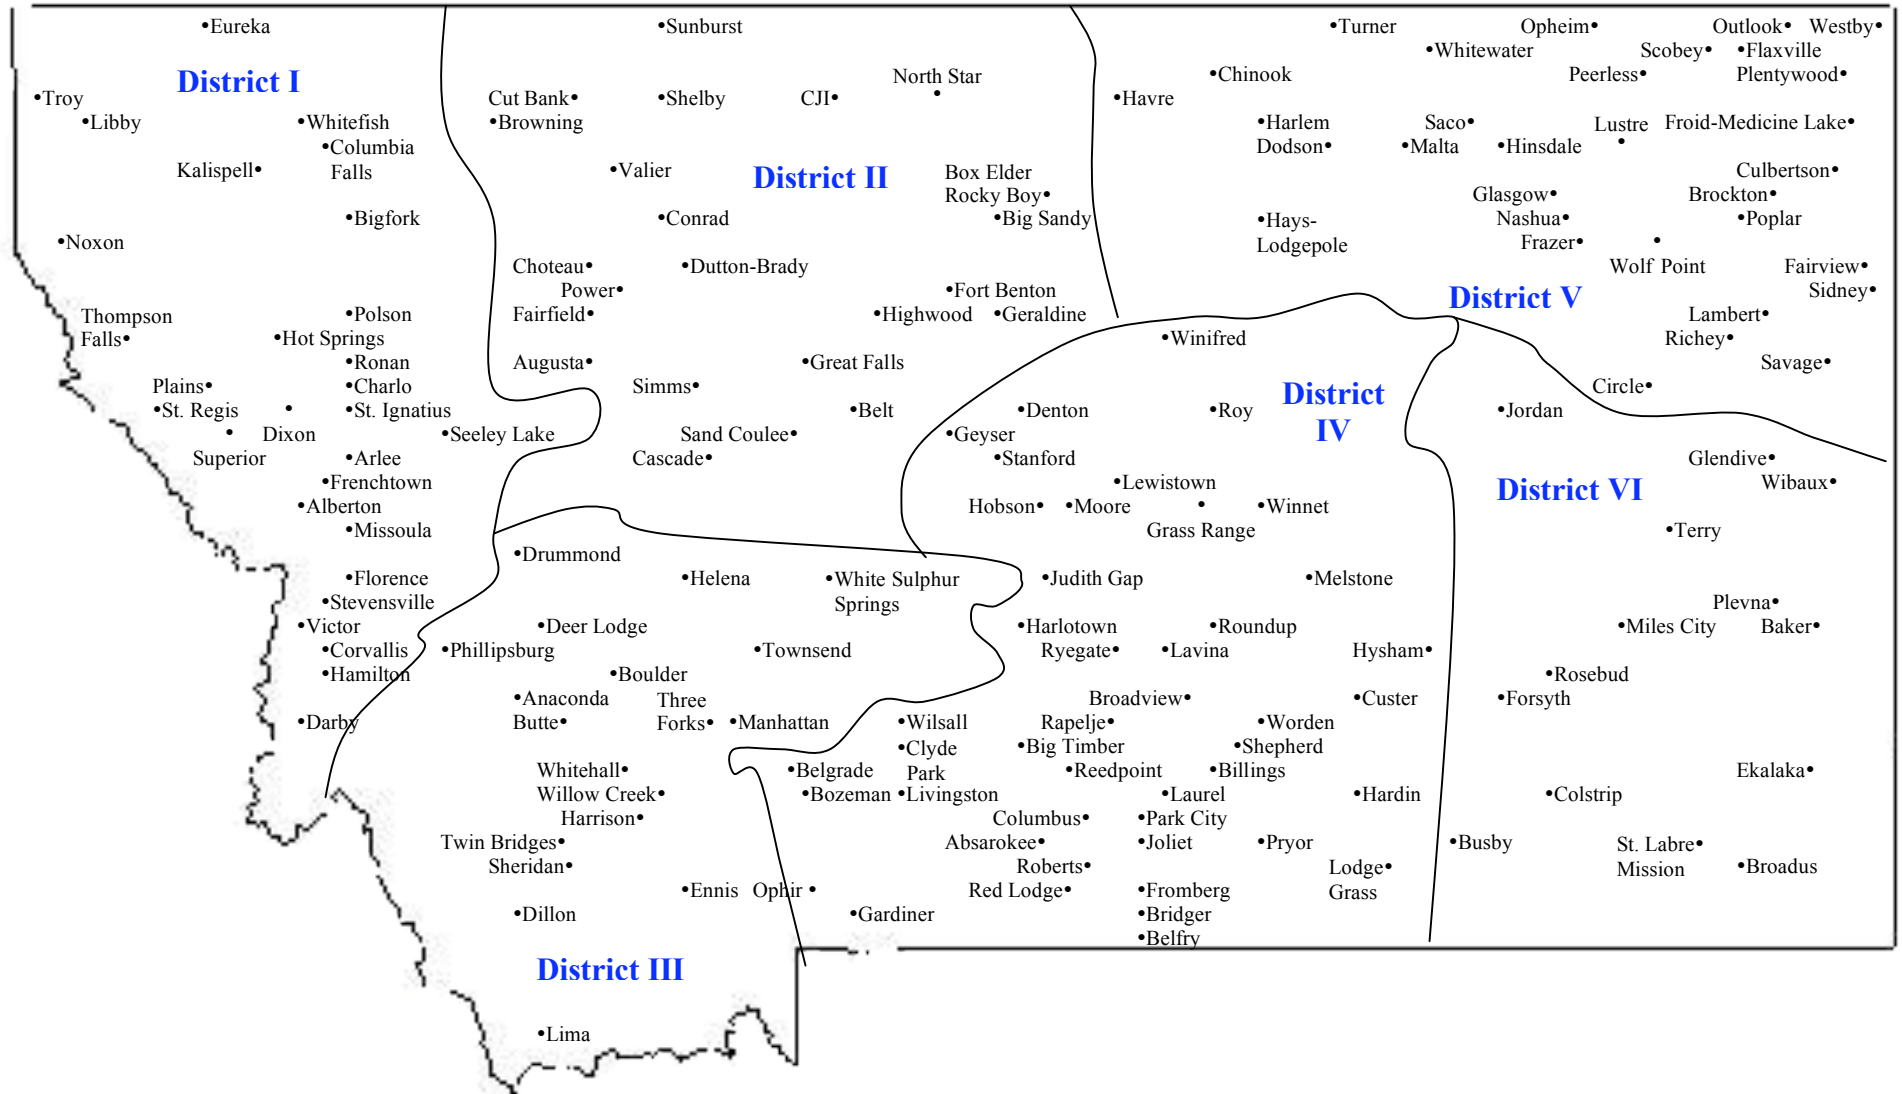 Eureka
Sunburst
Turner
Opheim
Outlook
Westby
Whitewater
Scobey
Flaxville
District I
North Star
Chinook
Peerless
Plentywood
Troy
Cut Bank
Shelby
CJI
Havre
Libby
Whitefish
Browning
Harlem
Saco
Lustre
Froid-Medicine Lake
Columbia
Falls
Dodson
Malta
Hinsdale
Kalispell
Valier
District II
Box Elder
Rocky Boy
Culbertson
Glasgow
Brockton
Bigfork
Conrad
Big Sandy
Hays-
Lodgepole
Nashua
Poplar
Noxon
Frazer
Choteau
Dutton-Brady
Wolf Point
Fairview
Power
Fort Benton
District V
Sidney
Thompson
Falls
Polson
Fairfield
Highwood
Geraldine
Lambert
Hot Springs
Winifred
Richey
Ronan
Augusta
Great Falls
Savage
Plains
Charlo
Simms
District
IV
Circle
St. Regis
St. Ignatius
Belt
Denton
Roy
Jordan
Dixon
Seeley Lake
Sand Coulee
Geyser
Superior
Arlee
Cascade
Stanford
Glendive
Frenchtown
Lewistown
District VI
Wibaux
Alberton
Hobson
Moore
Winnet
Missoula
Grass Range
Terry
Drummond
Florence
Helena
White Sulphur
Springs
Judith Gap
Melstone
Stevensville
Plevna
Victor
Deer Lodge
Harlotown
Roundup
Miles City
Baker
Corvallis
Phillipsburg
Townsend
Ryegate
Lavina
Hysham
Hamilton
Boulder
Rosebud
Anaconda
Three
Forks
Broadview
Custer
Forsyth
Darby
Butte
Manhattan
Wilsall
Rapelje
Worden
Clyde
Park
Big Timber
Shepherd
Whitehall
Belgrade
Reedpoint
Billings
Ekalaka
Willow Creek
Bozeman
Livingston
Laurel
Hardin
Colstrip
Harrison
Columbus
Park City
Twin Bridges
Absarokee
Joliet
Pryor
Busby
St. Labre
Mission
Sheridan
Roberts
Lodge
Grass
Broadus
Ennis
Ophir
Red Lodge
Fromberg
Dillon
Gardiner
Bridger
Belfry
District III
Lima